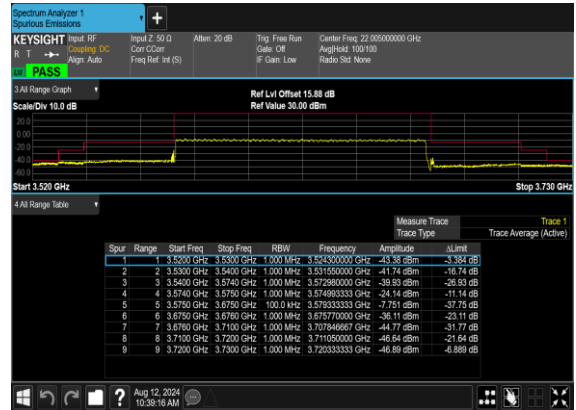 Spectrum Analyzer 1
Spurious Emissions
KEYSIGHT Input: RF Input Z: 50 Ω Atten: 20 dB Trig: Free Run Center Freq: 22.005000000 GHz
R T Coupling: DC Corr CCorr Gate: Off Avg|Hold: 100/100
Align: Auto Freq Ref: Int (S) IF Gain: Low Radio Std: None
LW PASS
3 All Range Graph
Ref Lvl Offset 15.88 dB
Scale/Div 10.0 dB Ref Value 30.00 dBm
20.0
0.00
-20.0
-40.0
-60.0
Start 3.520 GHz Stop 3.730 GHz
4 All Range Table
Measure Trace Trace 1
Trace Type Trace Average (Active)
Spur Range Start Freq Stop Freq RBW Frequency Amplitude ΔLimit
1 1 3.5200 GHz 3.5300 GHz 1.000 MHz 3.524300000 GHz -43.38 dBm -3.384 dB
2 2 3.5300 GHz 3.5400 GHz 1.000 MHz 3.531550000 GHz -41.74 dBm -16.74 dB
3 3 3.5400 GHz 3.5740 GHz 1.000 MHz 3.572980000 GHz -39.93 dBm -26.93 dB
4 4 3.5740 GHz 3.5750 GHz 1.000 MHz 3.574993333 GHz -24.14 dBm -11.14 dB
5 5 3.5750 GHz 3.6750 GHz 100.0 kHz 3.579333333 GHz -7.751 dBm -37.75 dB
6 6 3.6750 GHz 3.6760 GHz 1.000 MHz 3.675770000 GHz -36.11 dBm -23.11 dB
7 7 3.6760 GHz 3.7100 GHz 1.000 MHz 3.707846667 GHz -44.77 dBm -31.77 dB
8 8 3.7100 GHz 3.7200 GHz 1.000 MHz 3.711050000 GHz -46.64 dBm -21.64 dB
9 9 3.7200 GHz 3.7300 GHz 1.000 MHz 3.720333333 GHz -46.89 dBm -6.889 dB
Aug 12, 2024
10:39:16 AM